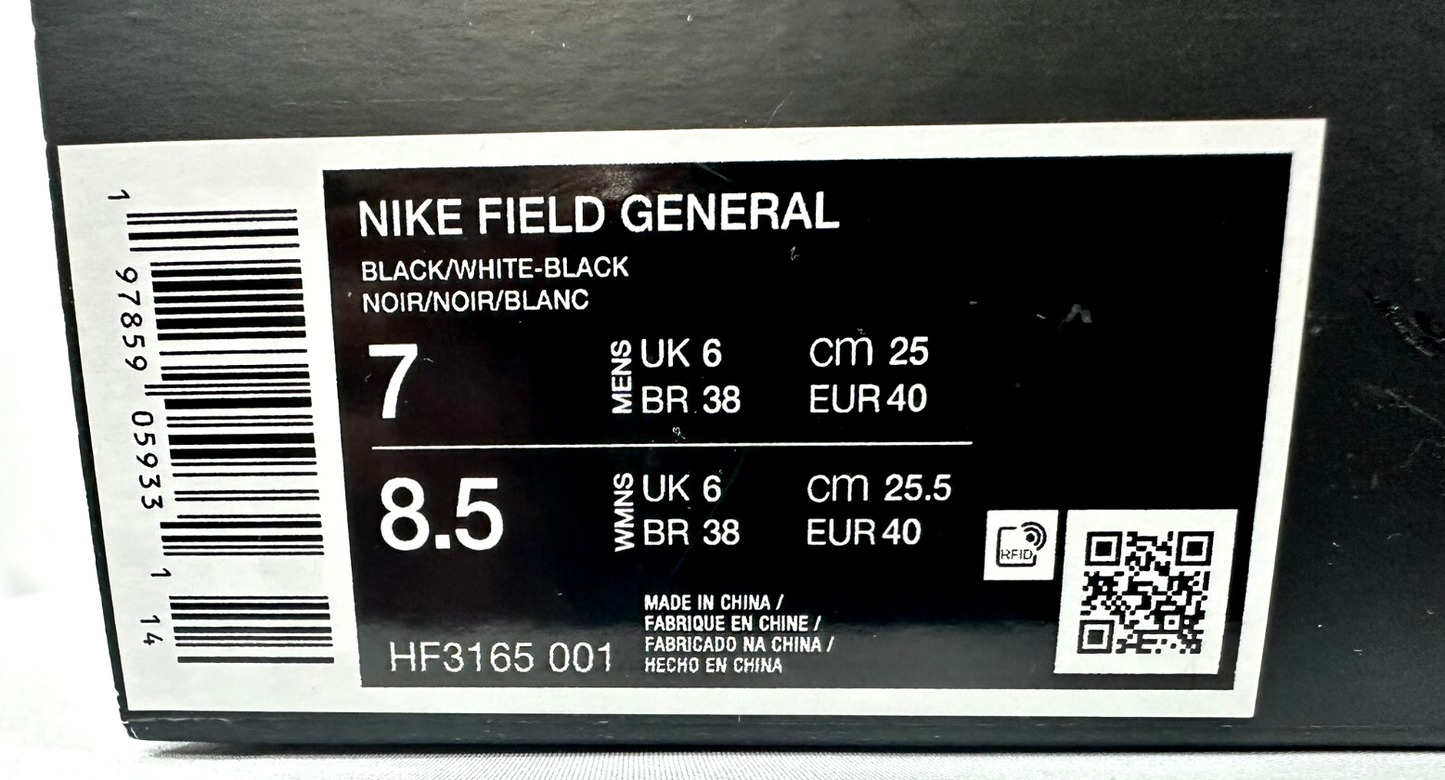 NIKE FIELD GENERAL
BLACK/WHITE-BLACK
NOIR/NOIR/BLANC
7
MENS
UK 6
cm 25
BR 38
EUR 40
8.5
WMNS
UK 6
cm 25.5
BR 38
EUR 40
RFID
HF3165 001
MADE IN CHINA /
FABRIQUE EN CHINE /
FABRICADO NA CHINA /
HECHO EN CHINA
1 97859 05933 1 14